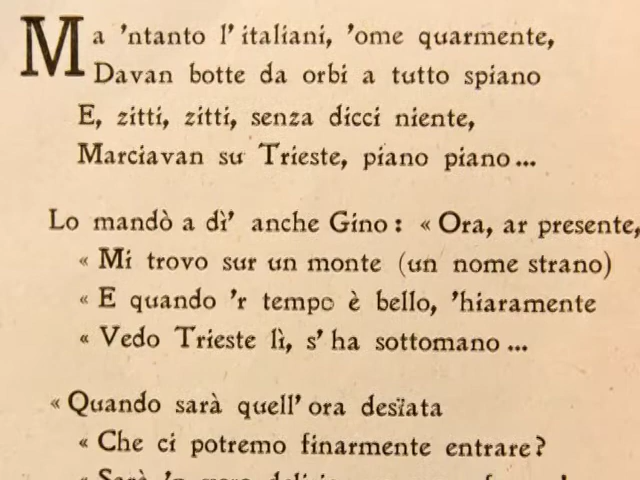 Ma 'ntanto l'italiani, 'ome quarmente,
Davan botte da orbi a tutto spiano
E, zitti, zitti, senza dicci niente,
Marciavan su Trieste, piano piano...
Lo mandò a dì' anche Gino: « Ora, ar presente,
« Mi trovo sur un monte (un nome strano)
« E quando 'r tempo è bello, 'hiaramente
« Vedo Trieste lì, s'ha sottomano...
« Quando sarà quell'ora desïata
« Che ci potremo finarmente entrare?
« Sarà 'n